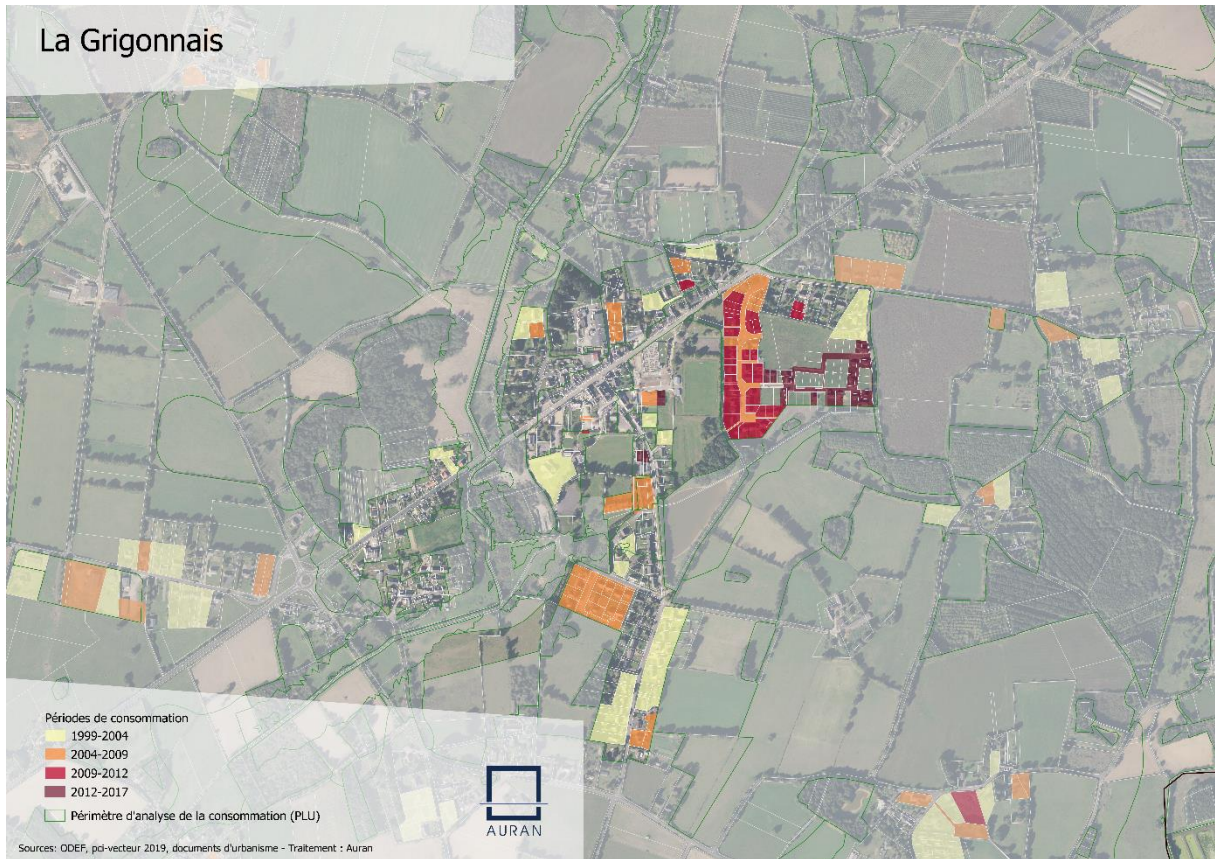 La Grigonnais
Périodes de consommation
1999-2004
2004-2009
2009-2012
2012-2017
Périmètre d'analyse de la consommation (PLU)
AURAN
Sources: ODEF, pci-vecteur 2019, documents d'urbanisme - Traitement : Auran